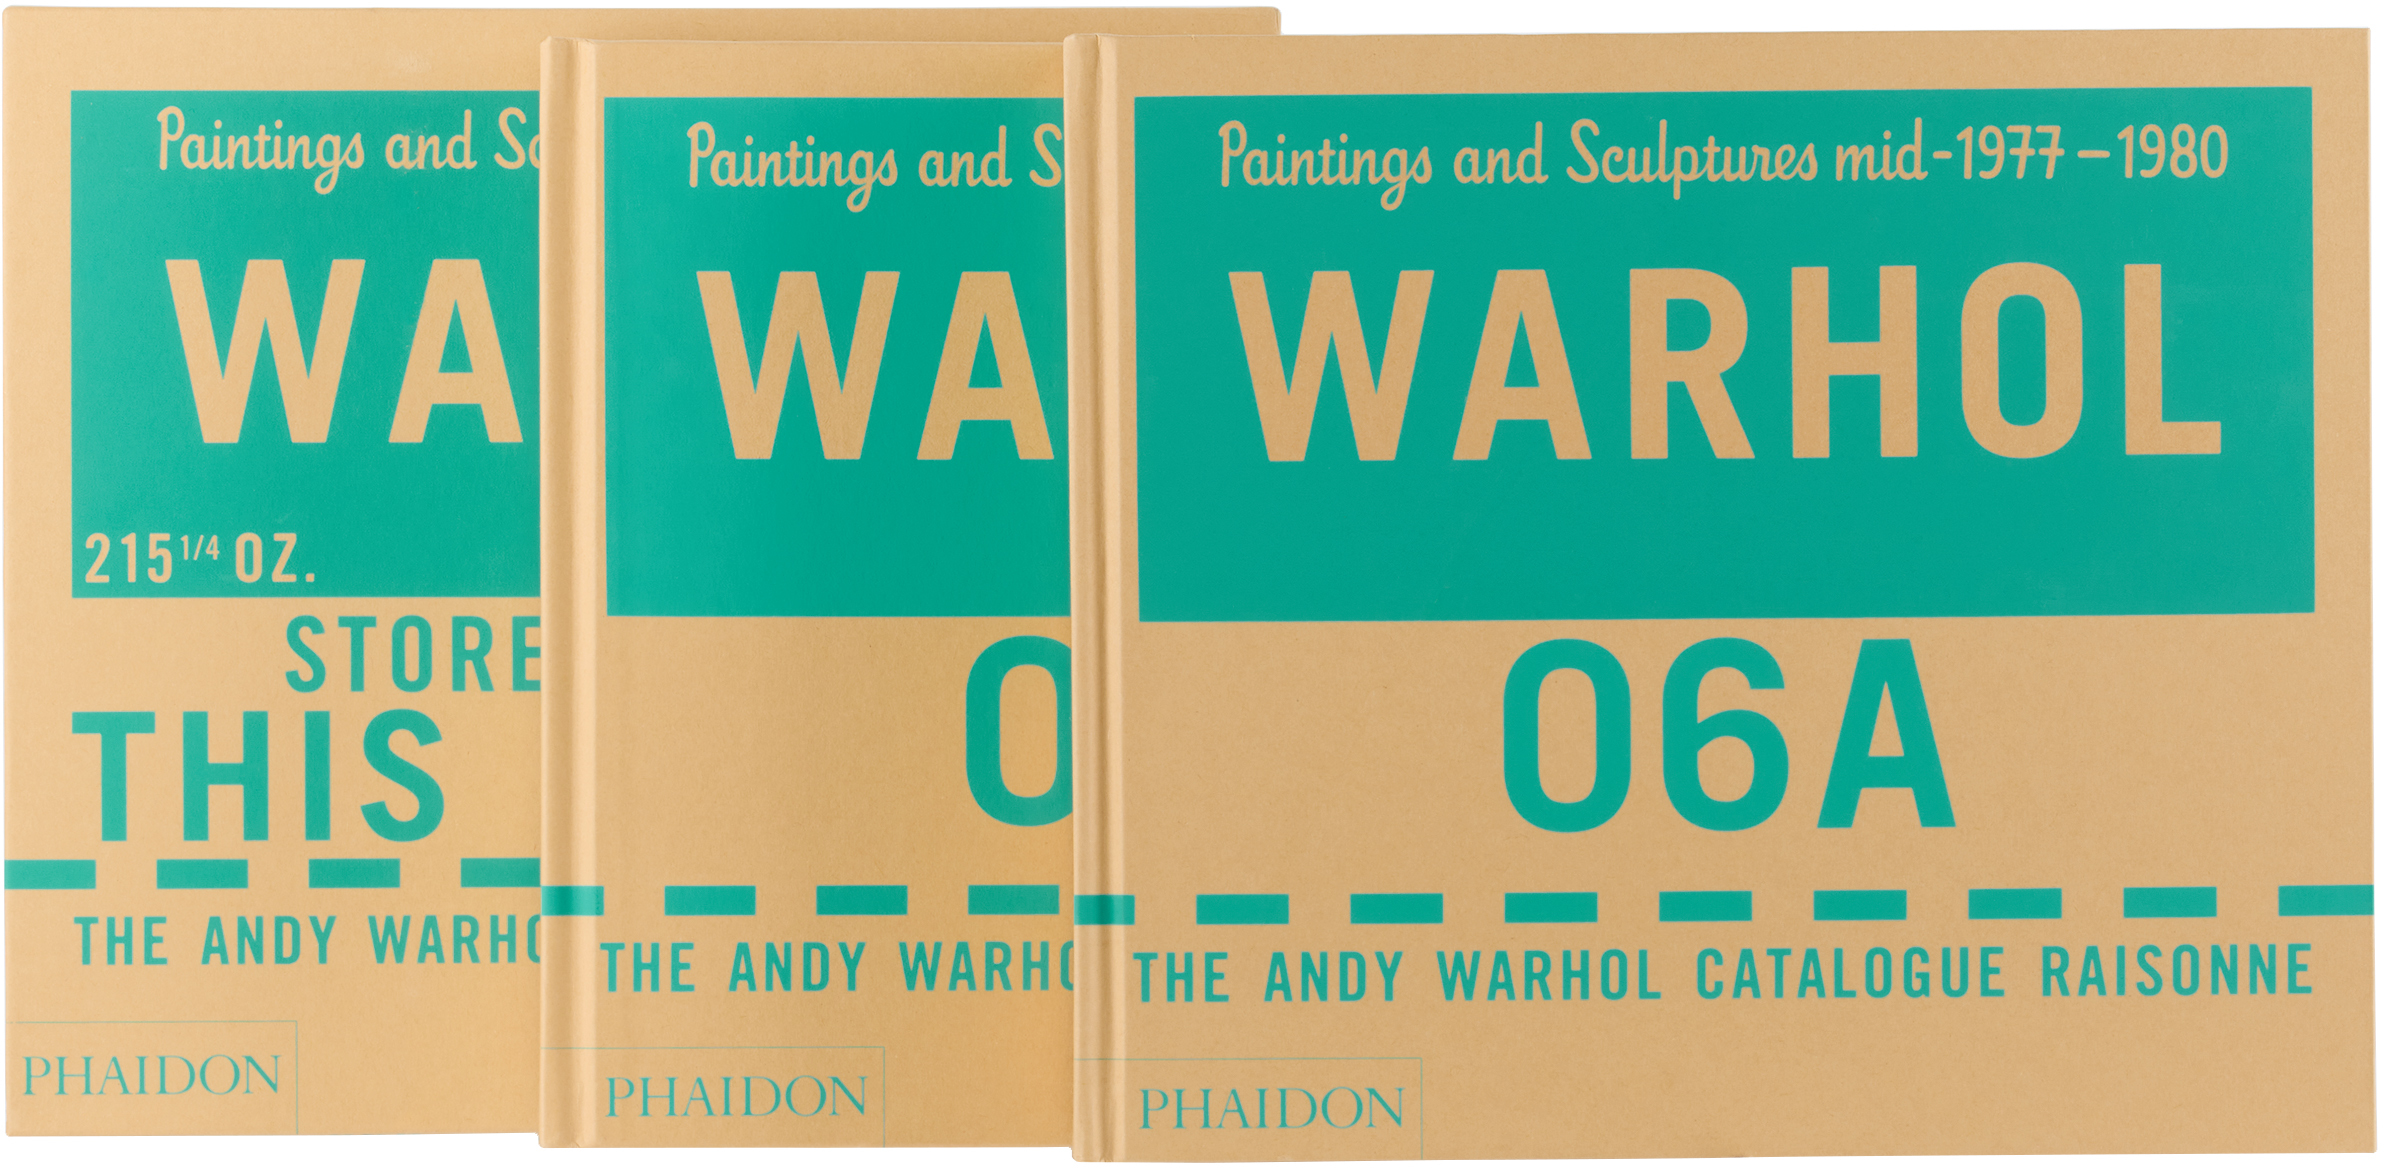 Paintings and Sc
WA
215 1/4 OZ.
STORE
THIS
THE ANDY WARHO
PHAIDON
Paintings and S
WA
0
THE ANDY WARHO
PHAIDON
Paintings and Sculptures mid-1977–1980
WARHOL
06A
THE ANDY WARHOL CATALOGUE RAISONNE
PHAIDON